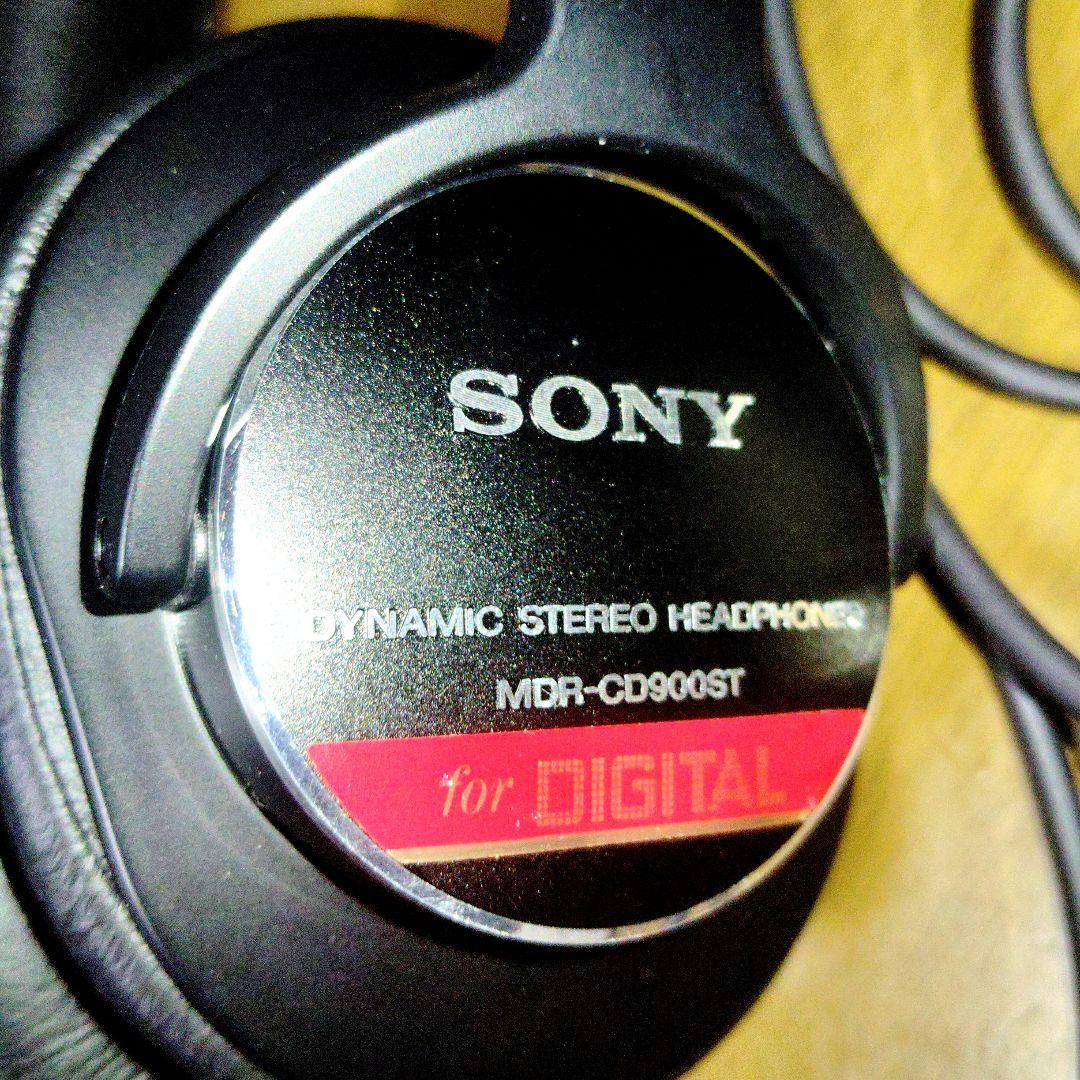 SONY
DYNAMIC STEREO HEADPHONES
MDR-CD900ST
for DIGITAL